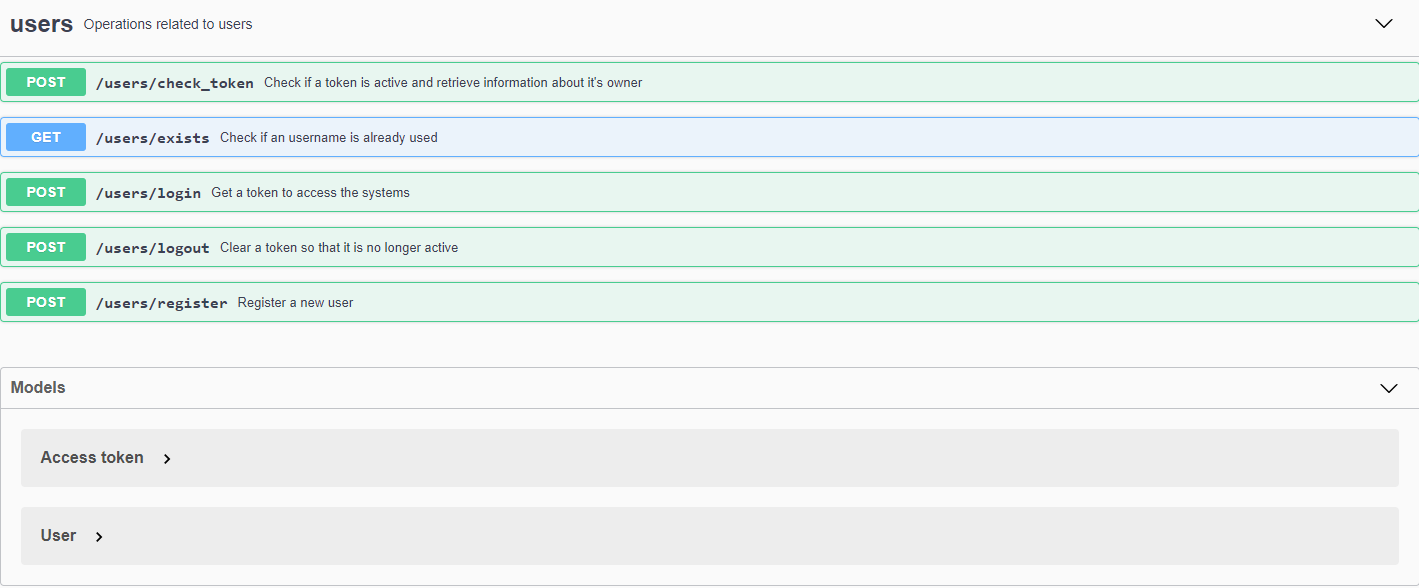 users Operations related to users
POST /users/check_token Check if a token is active and retrieve information about it's owner
GET /users/exists Check if an username is already used
POST /users/login Get a token to access the systems
POST /users/logout Clear a token so that it is no longer active
POST /users/register Register a new user
Models
Access token
User